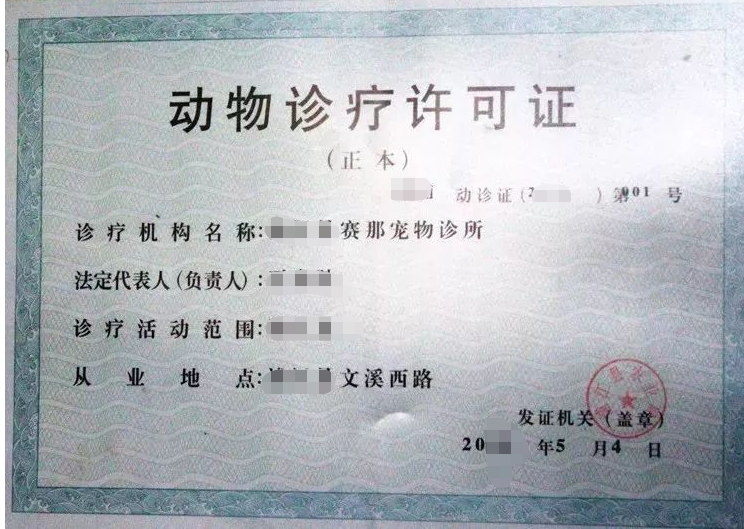 动物诊疗许可证
(正本)
动诊证(2 )第001号
诊疗机构名称: 赛那宠物诊所
法定代表人(负责人):
诊疗活动范围:
从业地点: 文溪西路
发证机关(盖章)
20 年5月4日